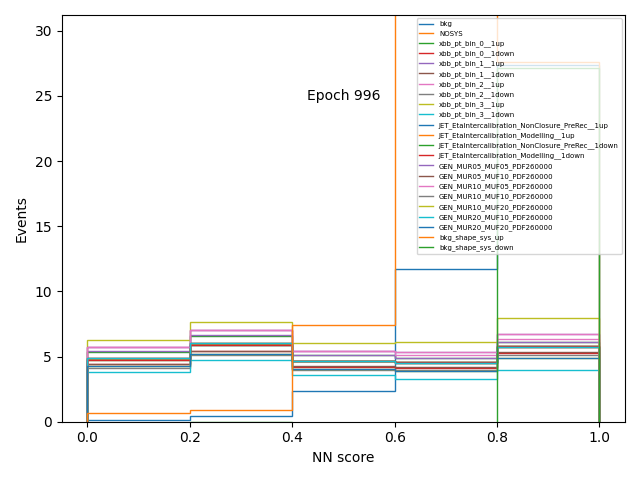 bkg
NOSYS
xbb_pt_bin_0__1up
xbb_pt_bin_0__1down
xbb_pt_bin_1__1up
xbb_pt_bin_1__1down
xbb_pt_bin_2__1up
xbb_pt_bin_2__1down
xbb_pt_bin_3__1up
xbb_pt_bin_3__1down
JET_EtaIntercalibration_NonClosure_PreRec__1up
JET_EtaIntercalibration_Modelling__1up
JET_EtaIntercalibration_NonClosure_PreRec__1down
JET_EtaIntercalibration_Modelling__1down
GEN_MUR05_MUF05_PDF260000
GEN_MUR05_MUF10_PDF260000
GEN_MUR10_MUF05_PDF260000
GEN_MUR10_MUF10_PDF260000
GEN_MUR10_MUF20_PDF260000
GEN_MUR20_MUF10_PDF260000
GEN_MUR20_MUF20_PDF260000
bkg_shape_sys_up
bkg_shape_sys_down
Epoch 996
Events
30
25
20
15
10
5
0
0.0 0.2 0.4 0.6 0.8 1.0
NN score